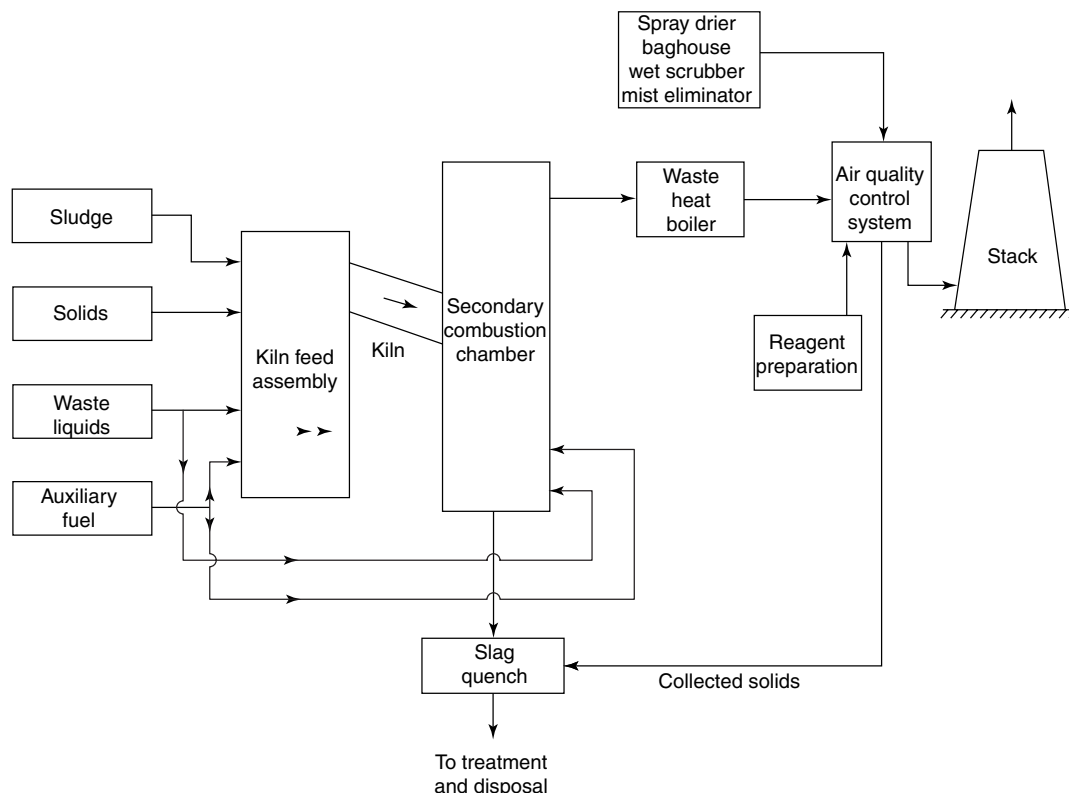 Spray drier
baghouse
wet scrubber
mist eliminator
Sludge
Solids
Waste
liquids
Auxiliary
fuel
Kiln feed
assembly
Kiln
Secondary
combustion
chamber
Waste
heat
boiler
Air quality
control
system
Stack
Reagent
preparation
Slag
quench
Collected solids
To treatment
and disposal